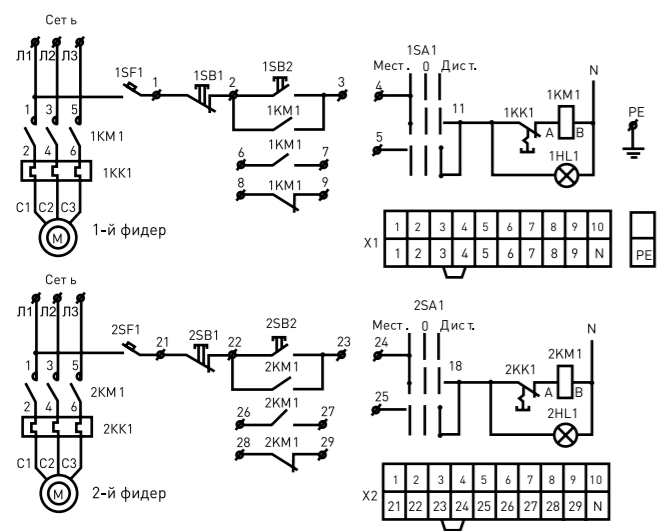 Сеть
Л1 Л2 Л3
1SF1 1 1SB1 2 1SB2 3
1SA1
Мест. 0 Дист.
N
4 11 1KK1 1KM1
A B
PE
1 3 5
1KM1
1KM1
2 4 6
6 1KM1 7
5
1HL1
1KK1
8 1KM1 9
C1 C2 C3
M
1-й фидер
X1
1 2 3 4 5 6 7 8 9 10
1 2 3 4 5 6 7 8 9 N
PE
Сеть
Л1 Л2 Л3
2SF1 21 2SB1 22 2SB2 23
2SA1
Мест. 0 Дист.
N
24 18 2KK1 2KM1
A B
1 3 5
2KM1
2KM1
2 4 6
26 2KM1 27
25
2HL1
2KK1
28 2KM1 29
C1 C2 C3
M
2-й фидер
X2
1 2 3 4 5 6 7 8 9 10
21 22 23 24 25 26 27 28 29 N